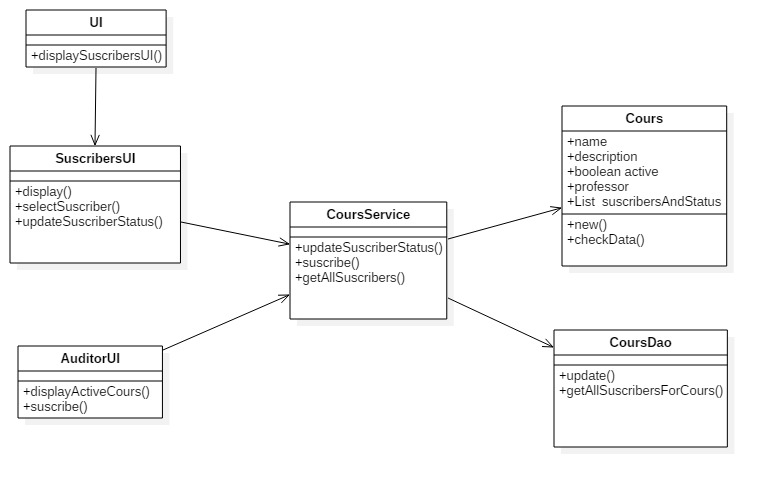 UI
+displaySuscribersUI()
SuscribersUI
+display()
+selectSuscriber()
+updateSuscriberStatus()
AuditorUI
+displayActiveCours()
+suscribe()
CoursService
+updateSuscriberStatus()
+suscribe()
+getAllSuscribers()
Cours
+name
+description
+boolean active
+professor
+List suscribersAndStatus
+new()
+checkData()
CoursDao
+update()
+getAllSuscribersForCours()